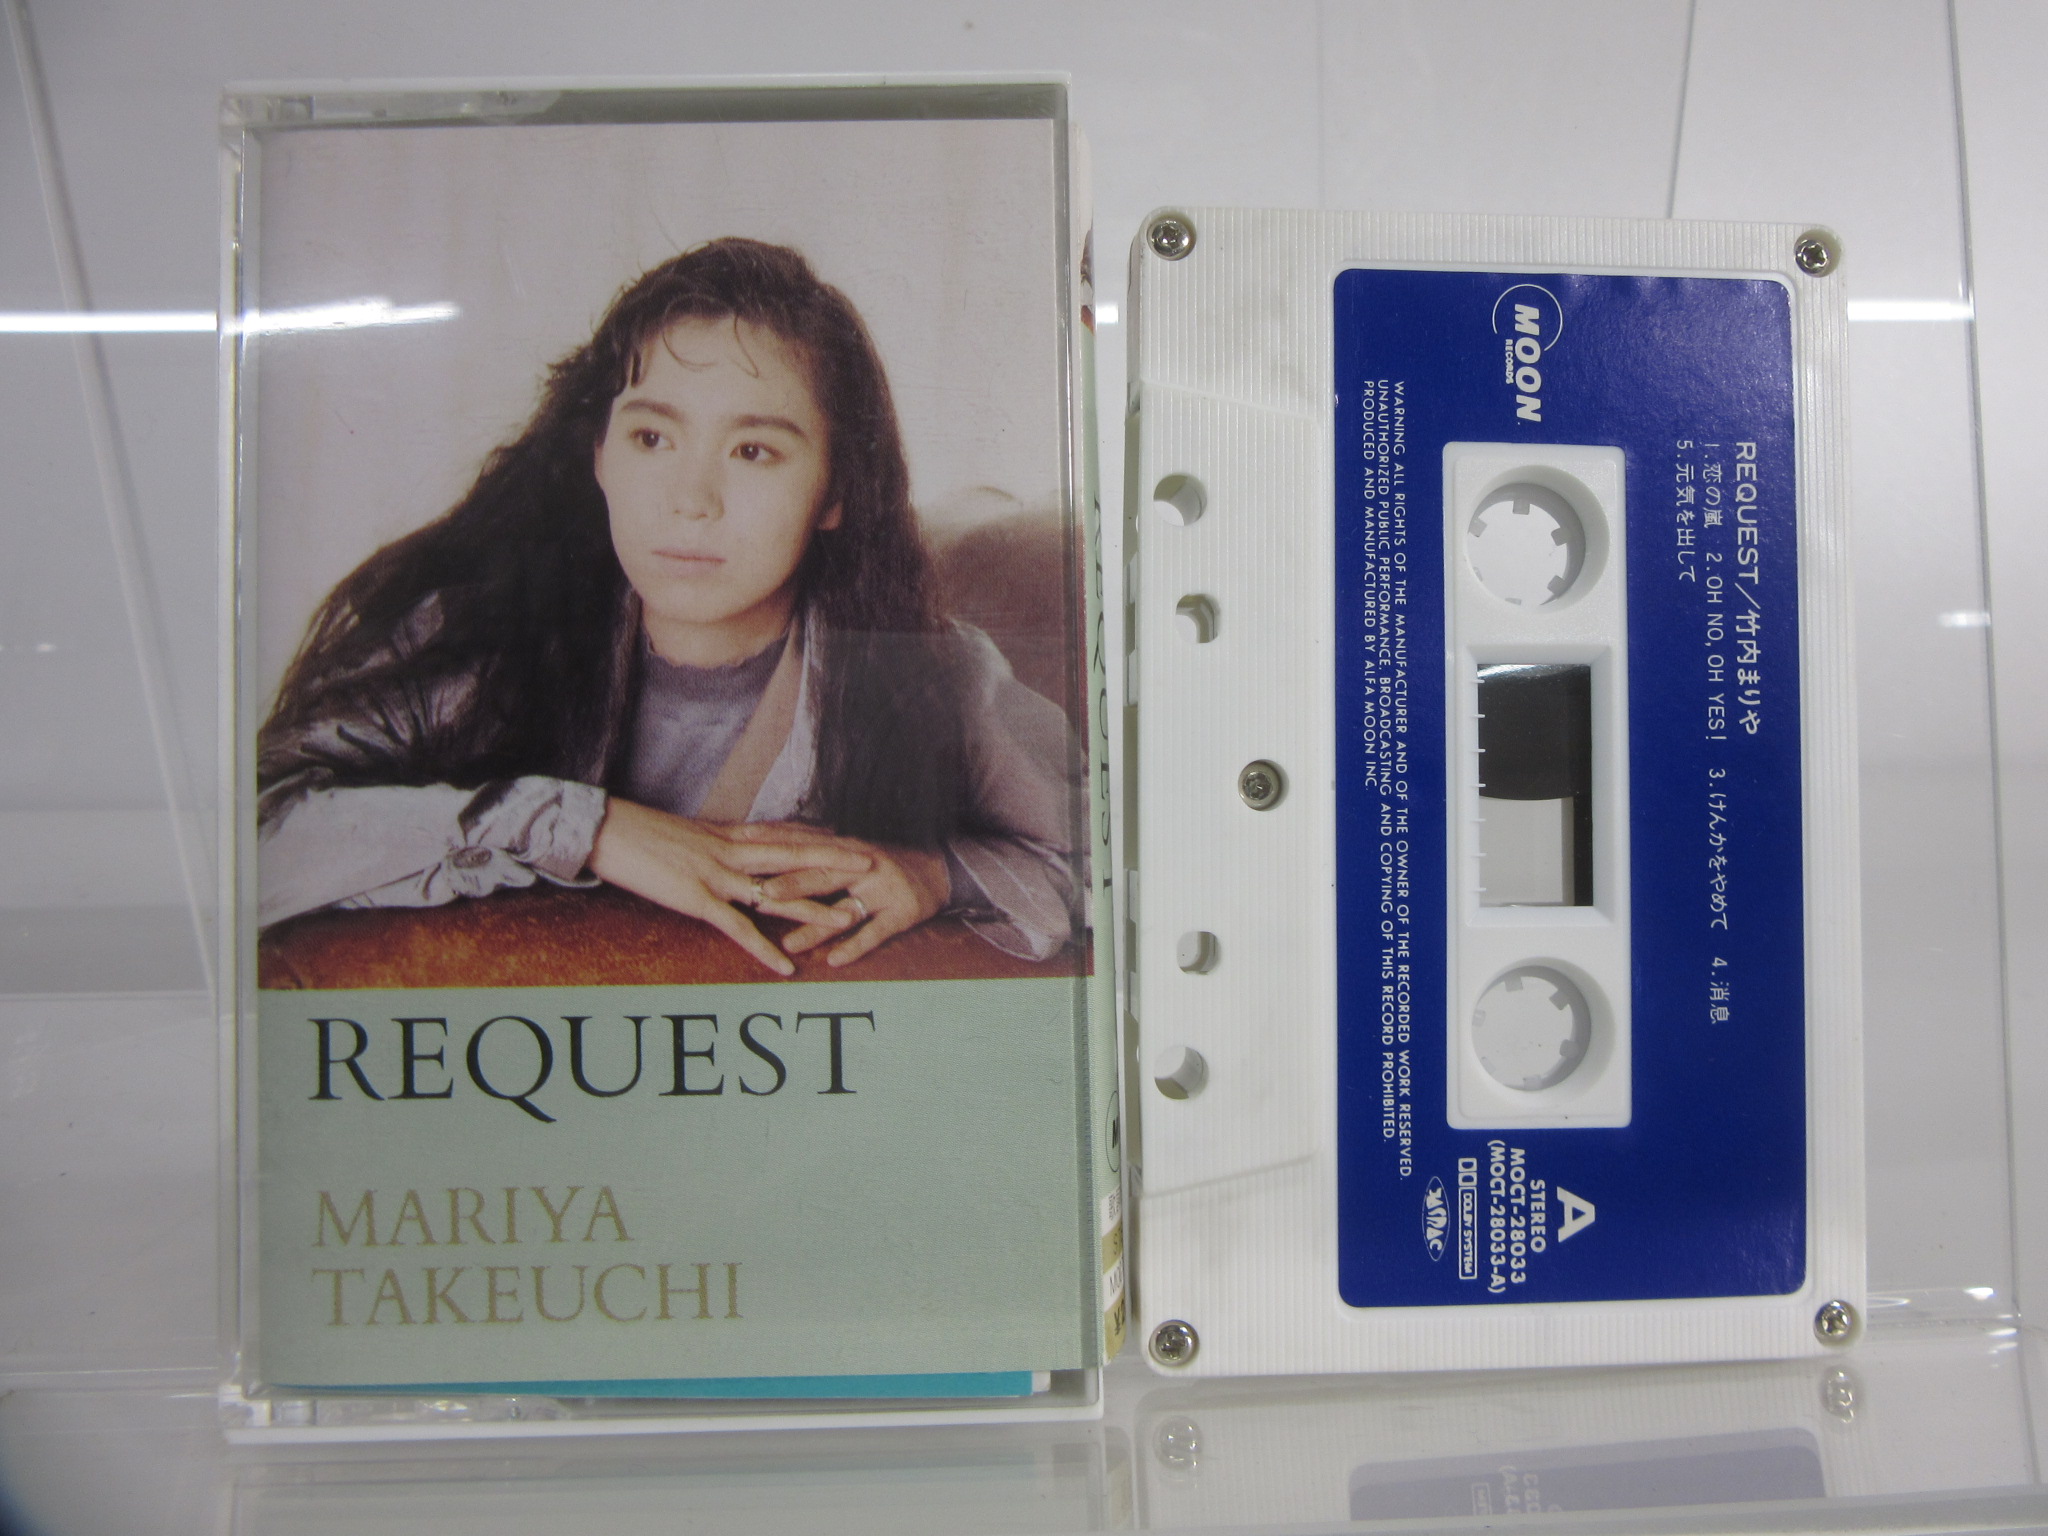 REQUEST
MARIYA
TAKEUCHI
REQUEST
MOON
RECORDS
REQUEST／竹内まりや
1.恋の嵐 2.OH NO, OH YES! 3.けんかをやめて 4.消息
5.元気を出して
A
STEREO
MOCT-28033
(MOCT-28033-A)
DOLBY SYSTEM
JASRAC
WARNING ALL RIGHTS OF THE MANUFACTURER AND OF THE OWNER OF THE RECORDED WORK RESERVED.
UNAUTHORIZED PUBLIC PERFORMANCE. BROADCASTING AND COPYING OF THIS RECORD PROHIBITED.
PRODUCED AND MANUFACTURED BY ALFA MOON INC.